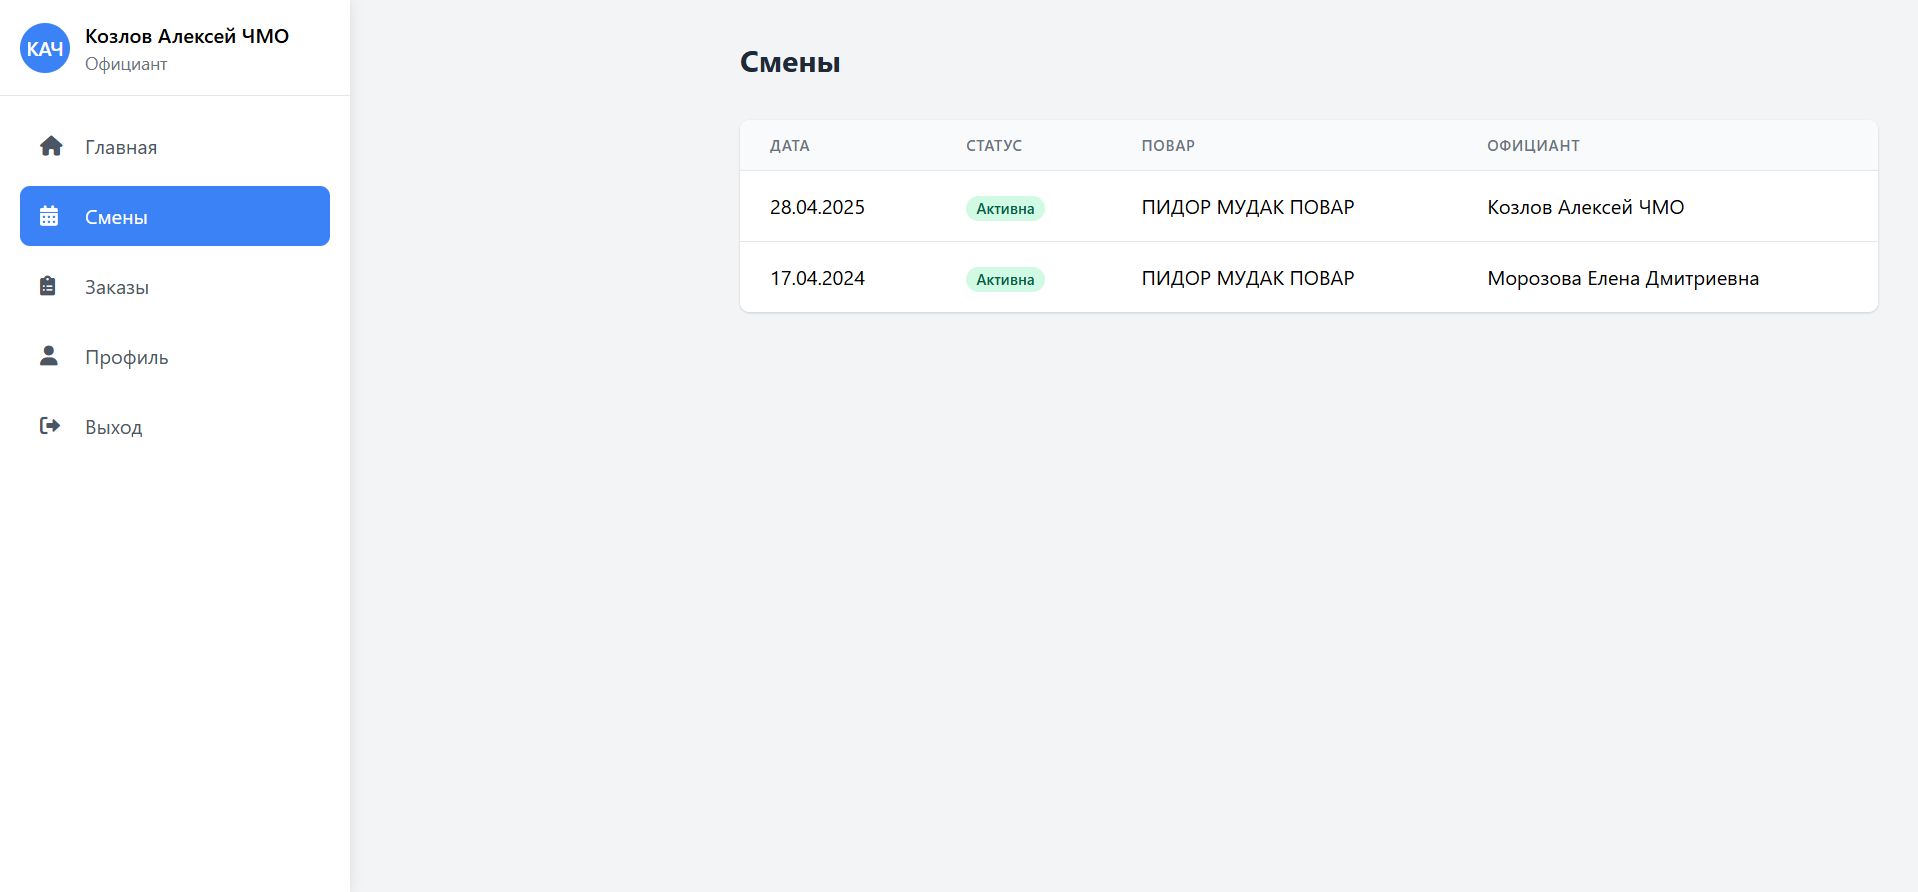 КАЧ
Козлов Алексей ЧМО
Официант
Главная
Смены
Заказы
Профиль
Выход
Смены
ДАТА СТАТУС ПОВАР ОФИЦИАНТ
28.04.2025 Активна ПИДОР МУДАК ПОВАР Козлов Алексей ЧМО
17.04.2024 Активна ПИДОР МУДАК ПОВАР Морозова Елена Дмитриевна